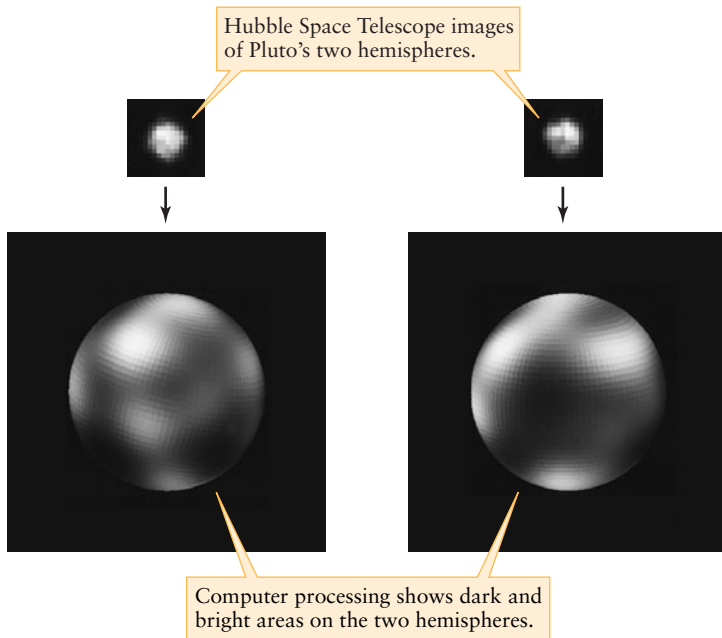 Hubble Space Telescope images
of Pluto's two hemispheres.
Computer processing shows dark and
bright areas on the two hemispheres.